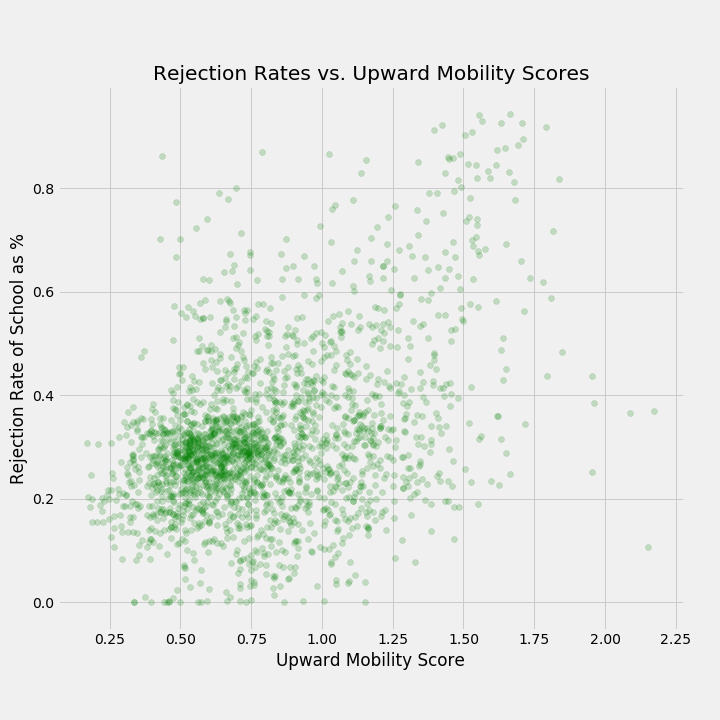 Rejection Rates vs. Upward Mobility Scores
Rejection Rate of School as %
0.8
0.6
0.4
0.2
0.0
0.25 0.50 0.75 1.00 1.25 1.50 1.75 2.00 2.25
Upward Mobility Score